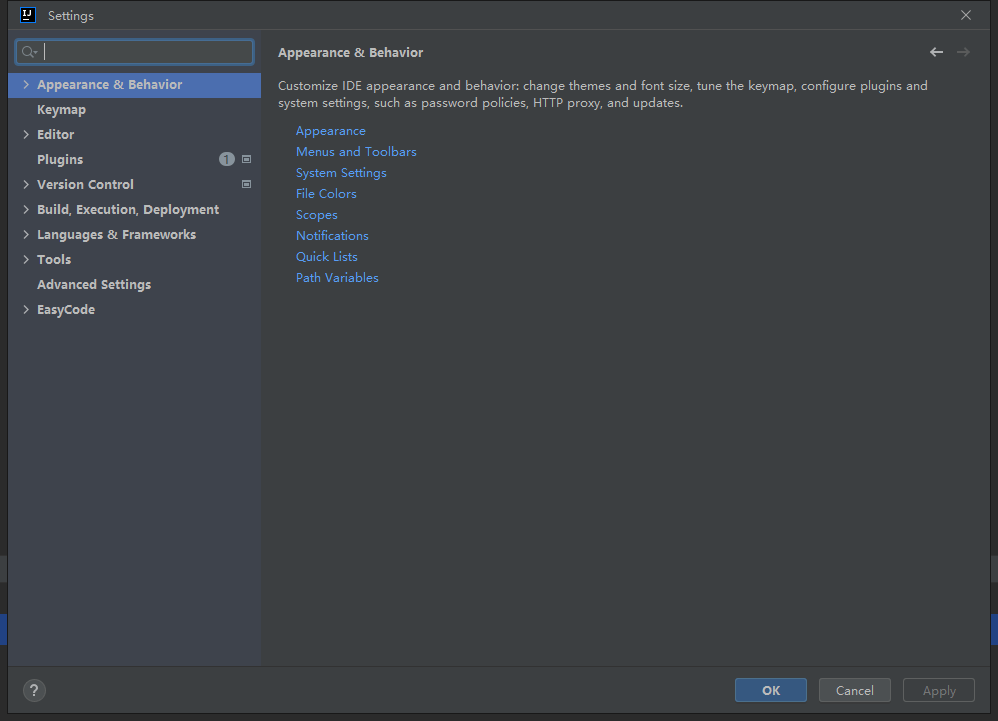 IJ
Settings
Appearance & Behavior
Keymap
Editor
Plugins 1
Version Control
Build, Execution, Deployment
Languages & Frameworks
Tools
Advanced Settings
EasyCode
Appearance & Behavior
Customize IDE appearance and behavior: change themes and font size, tune the keymap, configure plugins and
system settings, such as password policies, HTTP proxy, and updates.
Appearance
Menus and Toolbars
System Settings
File Colors
Scopes
Notifications
Quick Lists
Path Variables
?
OK
Cancel
Apply